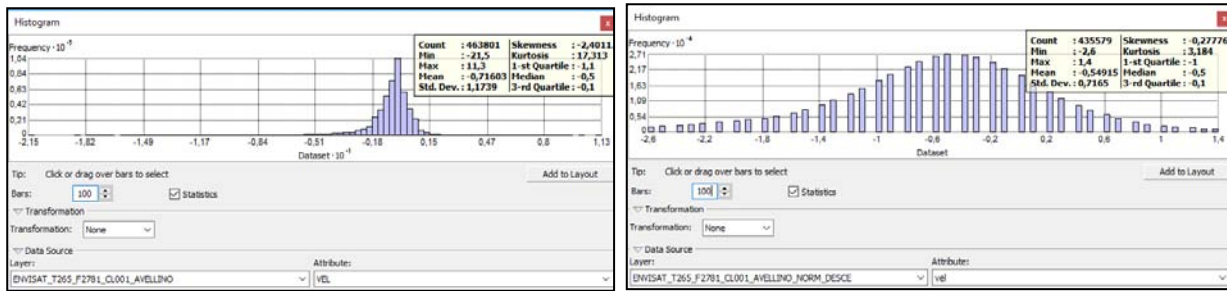 Histogram
x
Frequency · 10⁻⁵
1,04
0,83
0,62
0,42
0,21
0
-2,15 -1,82 -1,49 -1,17 -0,84 -0,51 -0,18 0,15 0,47 0,8 1,13
Dataset · 10⁻¹
Count : 463801 Skewness : -2,4011
Min : -21,5 Kurtosis : 17,313
Max : 11,3 1-st Quartile : -1,1
Mean : -0,71603 Median : -0,5
Std. Dev. : 1,1739 3-rd Quartile : -0,1
Tip: Click or drag over bars to select Add to Layout
Bars: 100 Statistics
Transformation
Transformation: None
Data Source
Layer: Attribute:
ENVISAT_T265_F2781_CL001_AVELLINO VEL
Histogram
x
Frequency · 10⁻⁴
2,71
2,17
1,63
1,09
0,54
0
-2,6 -2,2 -1,8 -1,4 -1 -0,6 -0,2 0,2 0,6 1 1,4
Dataset
Count : 435579 Skewness : -0,27776
Min : -2,6 Kurtosis : 3,184
Max : 1,4 1-st Quartile : -1
Mean : -0,54915 Median : -0,5
Std. Dev. : 0,7165 3-rd Quartile : -0,1
Tip: Click or drag over bars to select Add to Layout
Bars: 100 Statistics
Transformation
Transformation: None
Data Source
Layer: Attribute:
ENVISAT_T265_F2781_CL001_AVELLINO_NORM_DESCE vel